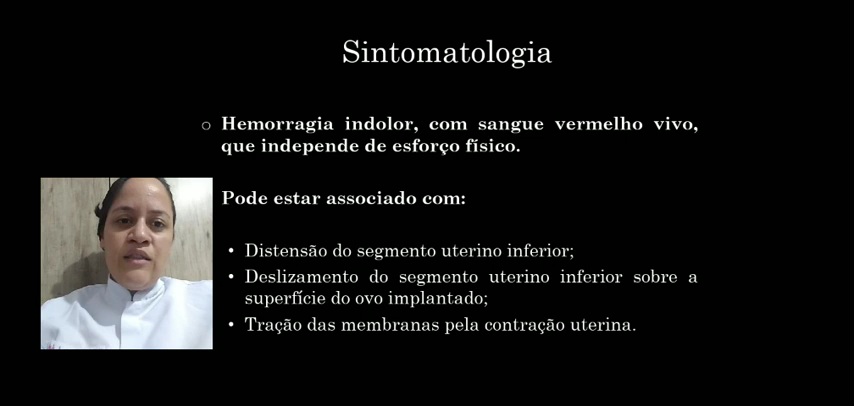 Sintomatologia
Hemorragia indolor, com sangue vermelho vivo,
que independe de esforço físico.
Pode estar associado com:
• Distensão do segmento uterino inferior;
• Deslizamento do segmento uterino inferior sobre a
superfície do ovo implantado;
• Tração das membranas pela contração uterina.